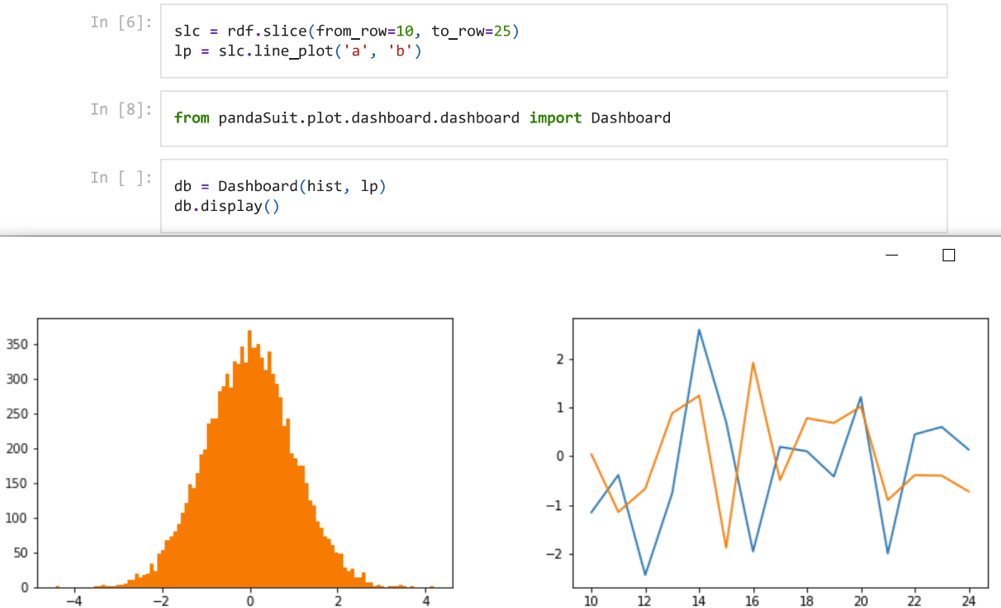 In [6]:
slc = rdf.slice(from_row=10, to_row=25)
lp = slc.line_plot('a', 'b')
In [8]:
from pandaSuit.plot.dashboard.dashboard import Dashboard
In [ ]:
db = Dashboard(hist, lp)
db.display()
350
300
250
200
150
100
50
0
−4 −2 0 2 4
2
1
0
−1
−2
10 12 14 16 18 20 22 24